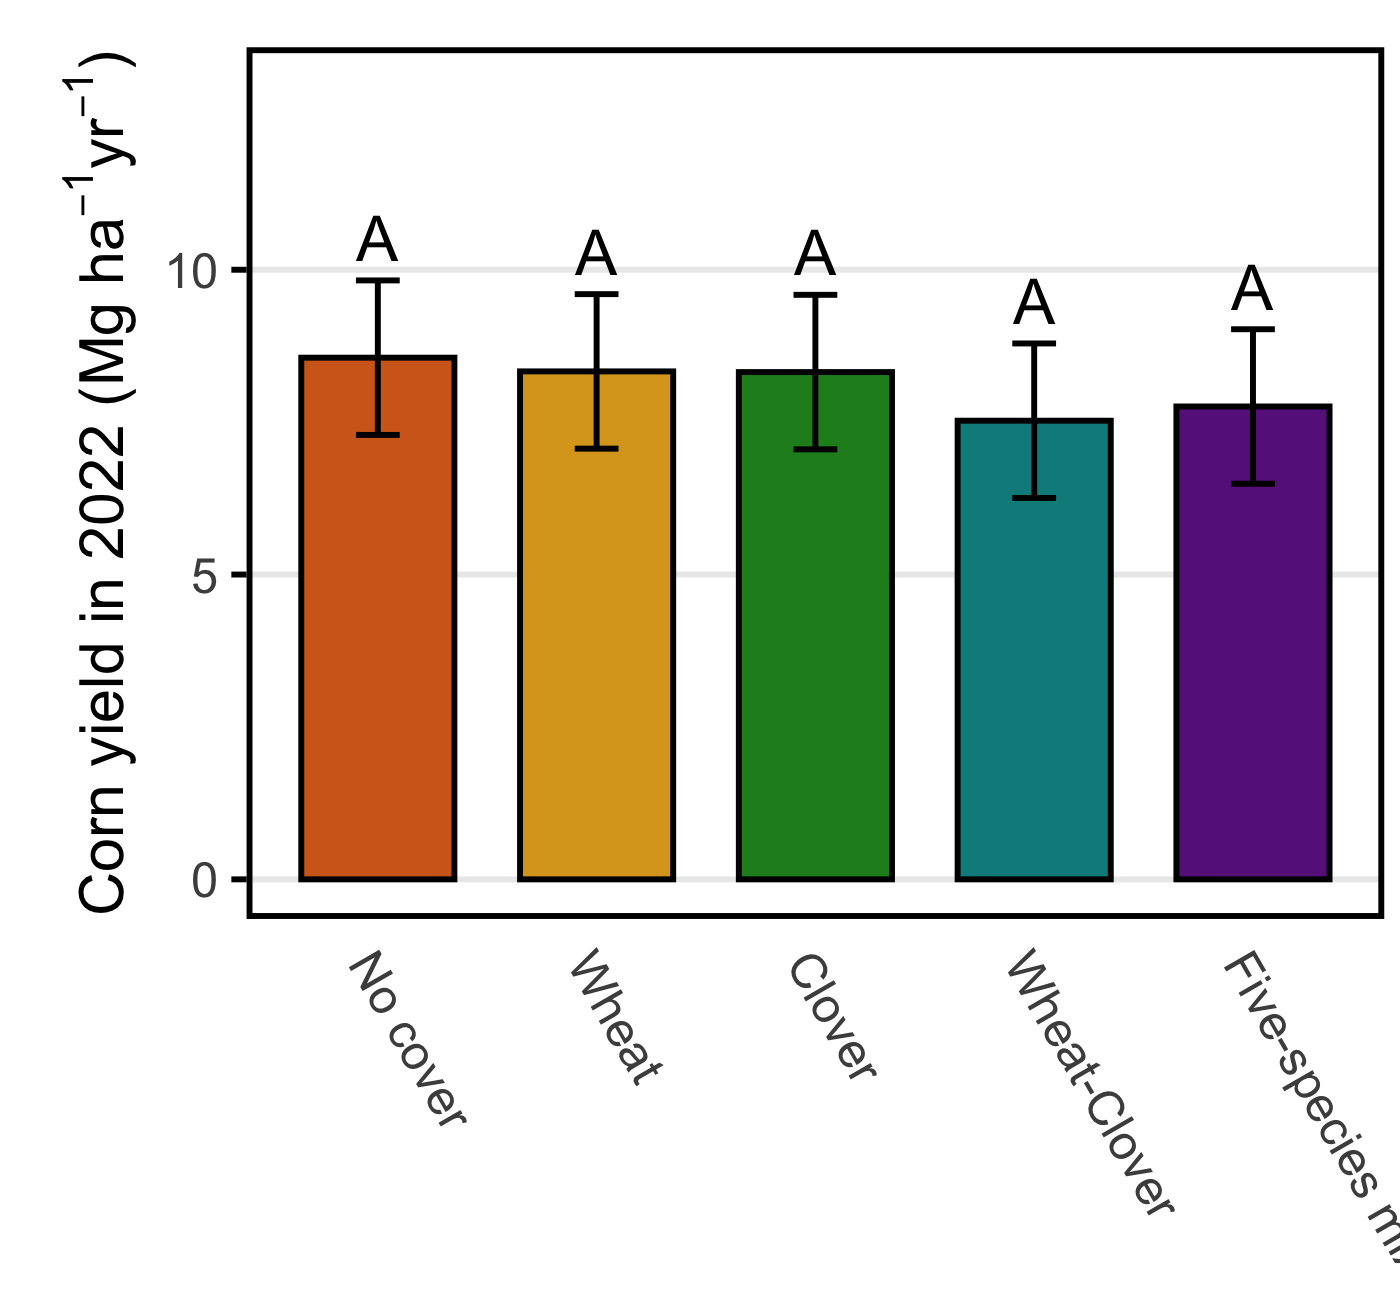 Corn yield in 2022 (Mg ha⁻¹yr⁻¹)
10
5
0
A
A
A
A
A
No cover
Wheat
Clover
Wheat-Clover
Five-species